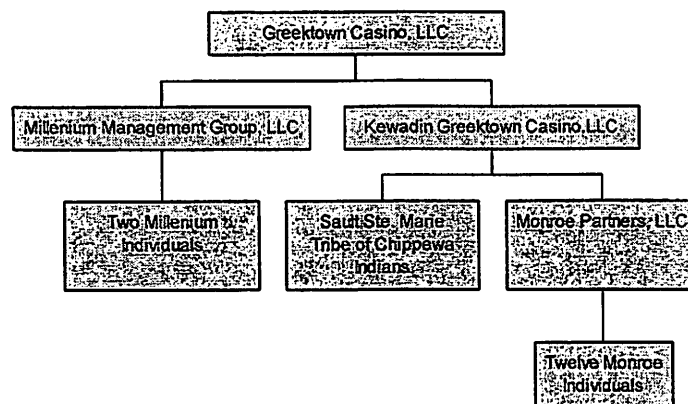 Greektown Casino, LLC
Millenium Management Group, LLC
Kewadin Greektown Casino, LLC
Two Millenium
Individuals
Sault Ste. Marie
Tribe of Chippewa
Indians
Monroe Partners, LLC
Twelve Monroe
Individuals